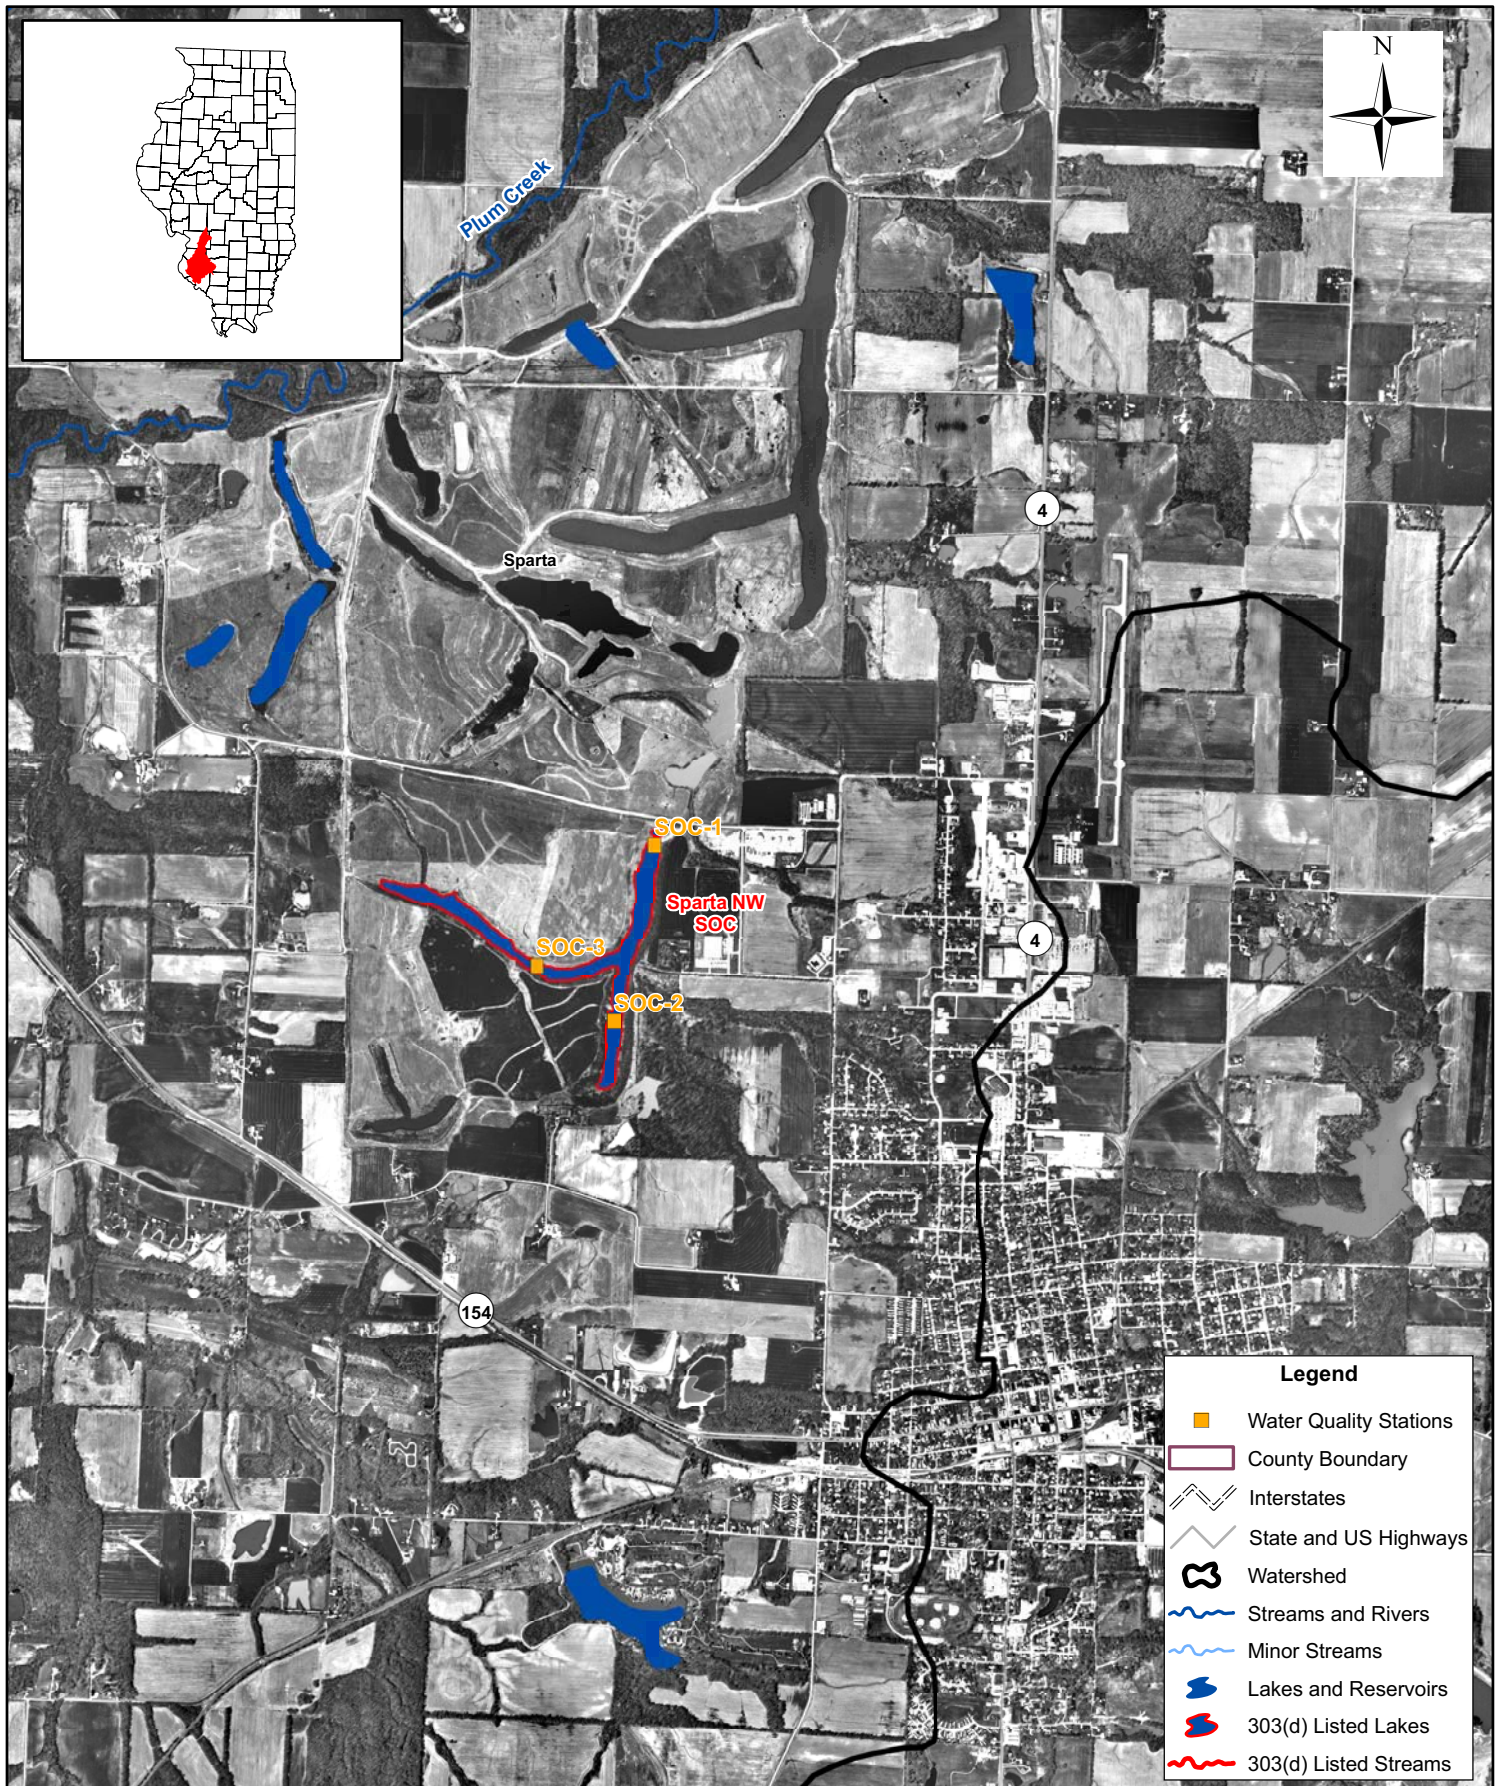 N
Plum Creek
4
Sparta
SOC-1
Sparta NW
SOC
SOC-3
4
SOC-2
154
Legend
Water Quality Stations
County Boundary
Interstates
State and US Highways
Watershed
Streams and Rivers
Minor Streams
Lakes and Reservoirs
303(d) Listed Lakes
303(d) Listed Streams